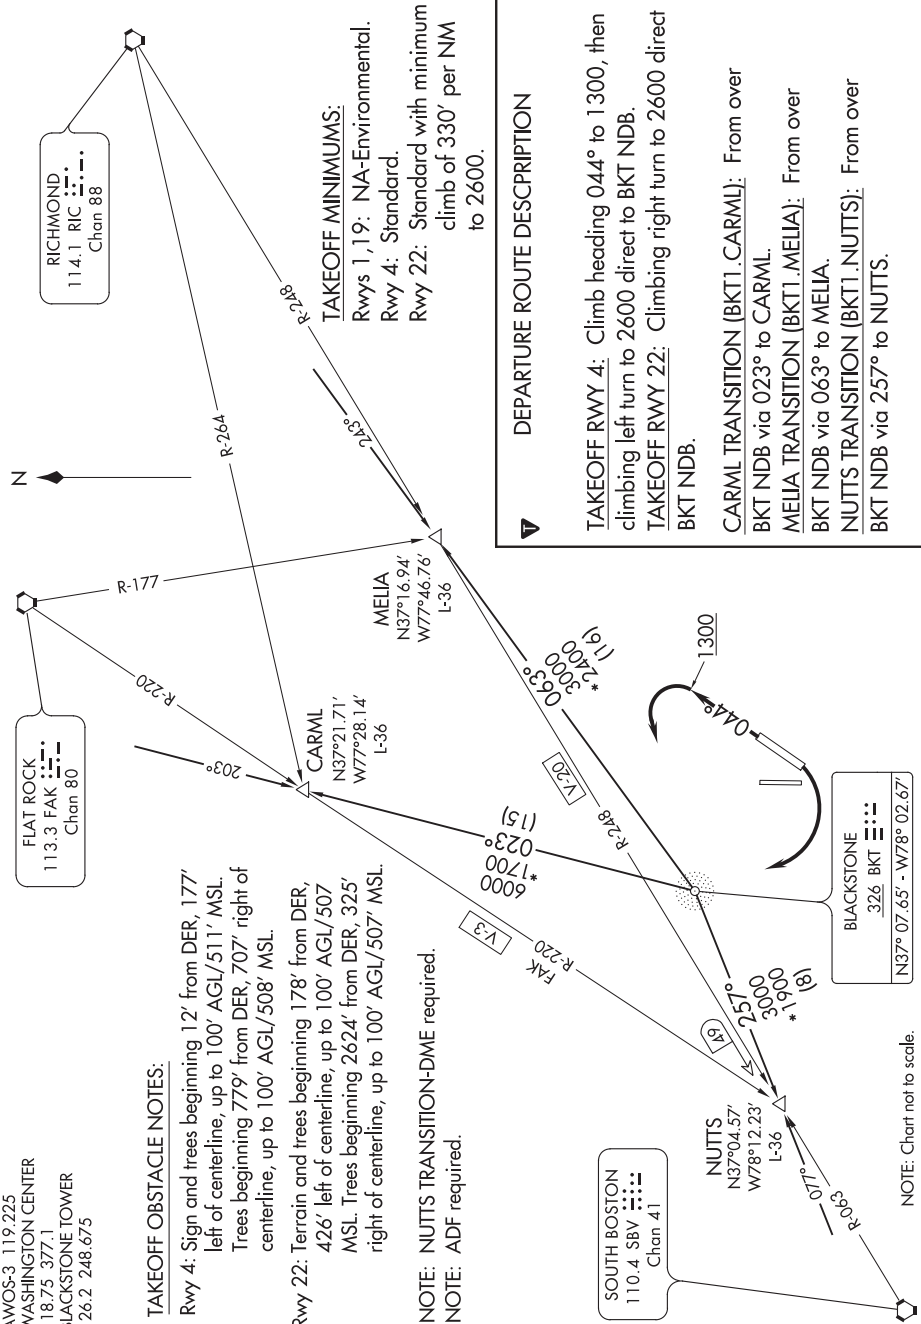 AWOS-3 119.225
WASHINGTON CENTER
18.75 377.1
BLACKSTONE TOWER
26.2 248.675
TAKEOFF OBSTACLE NOTES:
Rwy 4: Sign and trees beginning 12' from DER, 177'
left of centerline, up to 100' AGL/511' MSL.
Trees beginning 779' from DER, 707' right of
centerline, up to 100' AGL/508' MSL.
Rwy 22: Terrain and trees beginning 178' from DER,
426' left of centerline, up to 100' AGL/507
MSL. Trees beginning 2624' from DER, 325'
right of centerline, up to 100' AGL/507' MSL.
NOTE: NUTTS TRANSITION-DME required.
NOTE: ADF required.
FLAT ROCK
113.3 FAK
Chan 80
RICHMOND
114.1 RIC
Chan 88
N
R-220
R-177
R-264
R-248
203°
243°
CARML
N37°21.71'
W77°28.14'
L-36
MELIA
N37°16.94'
W77°46.76'
L-36
TAKEOFF MINIMUMS:
Rwys 1,19: NA-Environmental.
Rwy 4: Standard.
Rwy 22: Standard with minimum
climb of 330' per NM
to 2600.
6000
*1700
023°
(15)
V-3
FAK
R-220
V-20
R-248
063°
3000
*2400
(16)
49
257°
3000
*1900
(8)
NUTTS
N37°04.57'
W78°12.23'
L-36
077°
R-063
SOUTH BOSTON
110.4 SBV
Chan 41
BLACKSTONE
326 BKT
N37° 07.65' - W78° 02.67'
044°
1300
NOTE: Chart not to scale.
T
DEPARTURE ROUTE DESCPRIPTION
TAKEOFF RWY 4: Climb heading 044° to 1300, then
climbing left turn to 2600 direct to BKT NDB.
TAKEOFF RWY 22: Climbing right turn to 2600 direct
BKT NDB.
CARML TRANSITION (BKT1.CARML): From over
BKT NDB via 023° to CARML.
MELIA TRANSITION (BKT1.MELIA): From over
BKT NDB via 063° to MELIA.
NUTTS TRANSITION (BKT1.NUTTS): From over
BKT NDB via 257° to NUTTS.